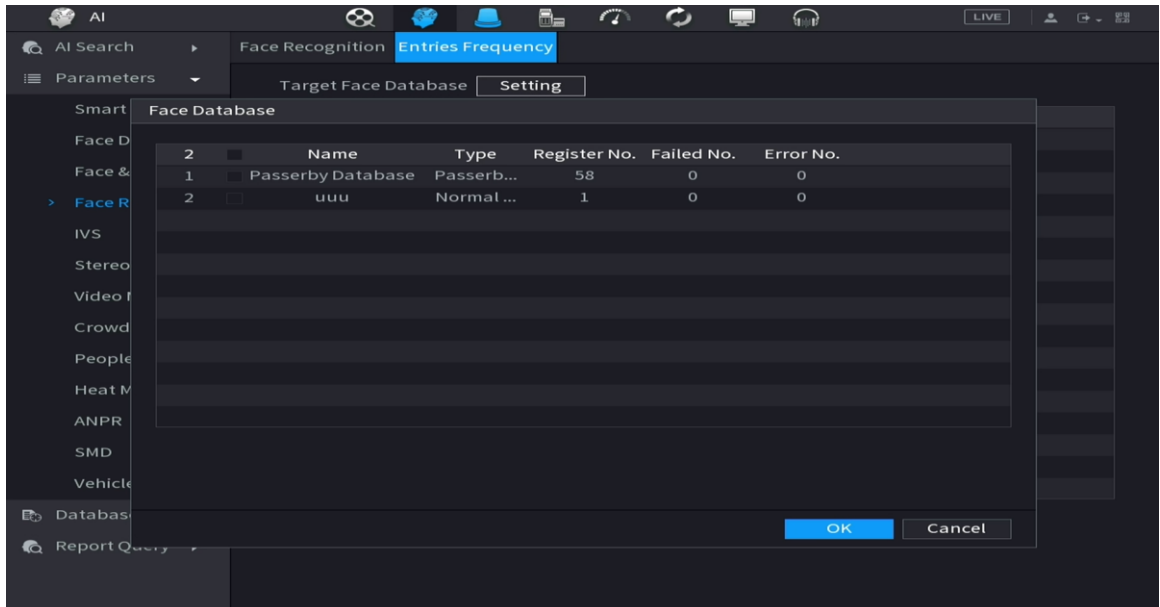 AI
LIVE
AI Search
Parameters
Smart
Face D
Face &
Face R
IVS
Stereo
Video
Crowd
People
Heat M
ANPR
SMD
Vehicle
Databas
Report Query
Face Recognition Entries Frequency
Target Face Database Setting
Face Database
2 Name Type Register No. Failed No. Error No.
1 Passerby Database Passerb... 58 0 0
2 uuu Normal ... 1 0 0
OK Cancel